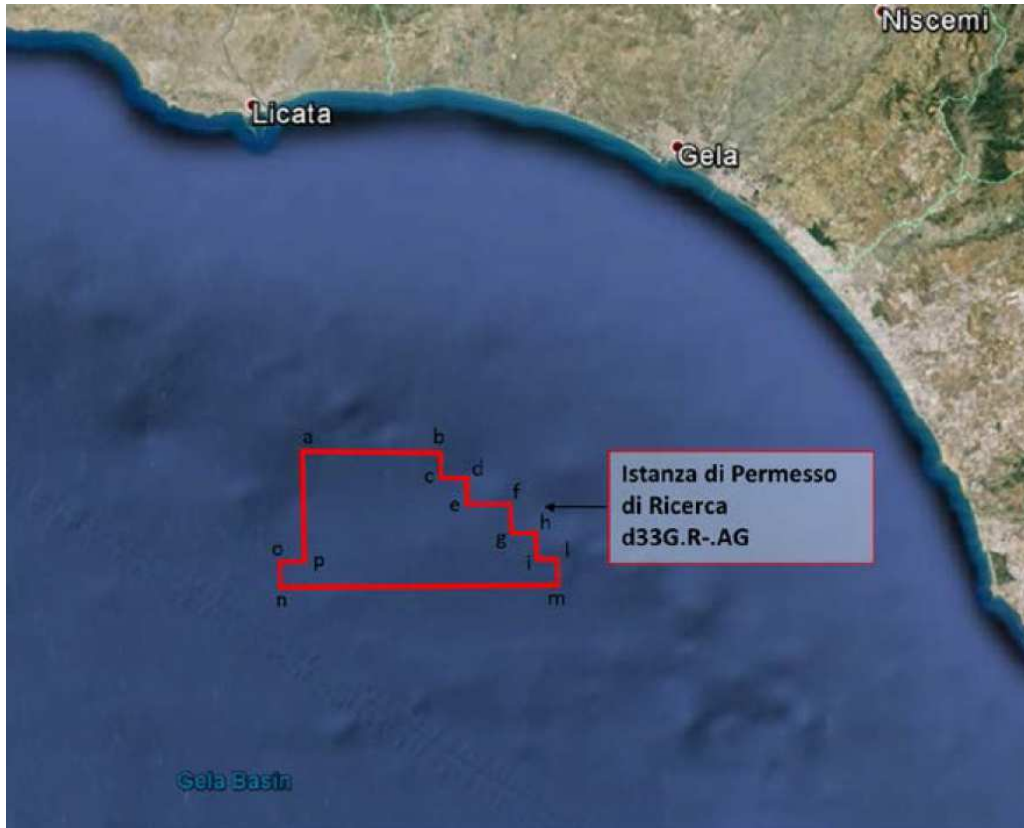 Niscemi
Licata
Gela
a
b
c
d
e
f
g
h
i
l
o
p
n
m
Istanza di Permesso
di Ricerca
d33G.R-.AG
Gela Basin